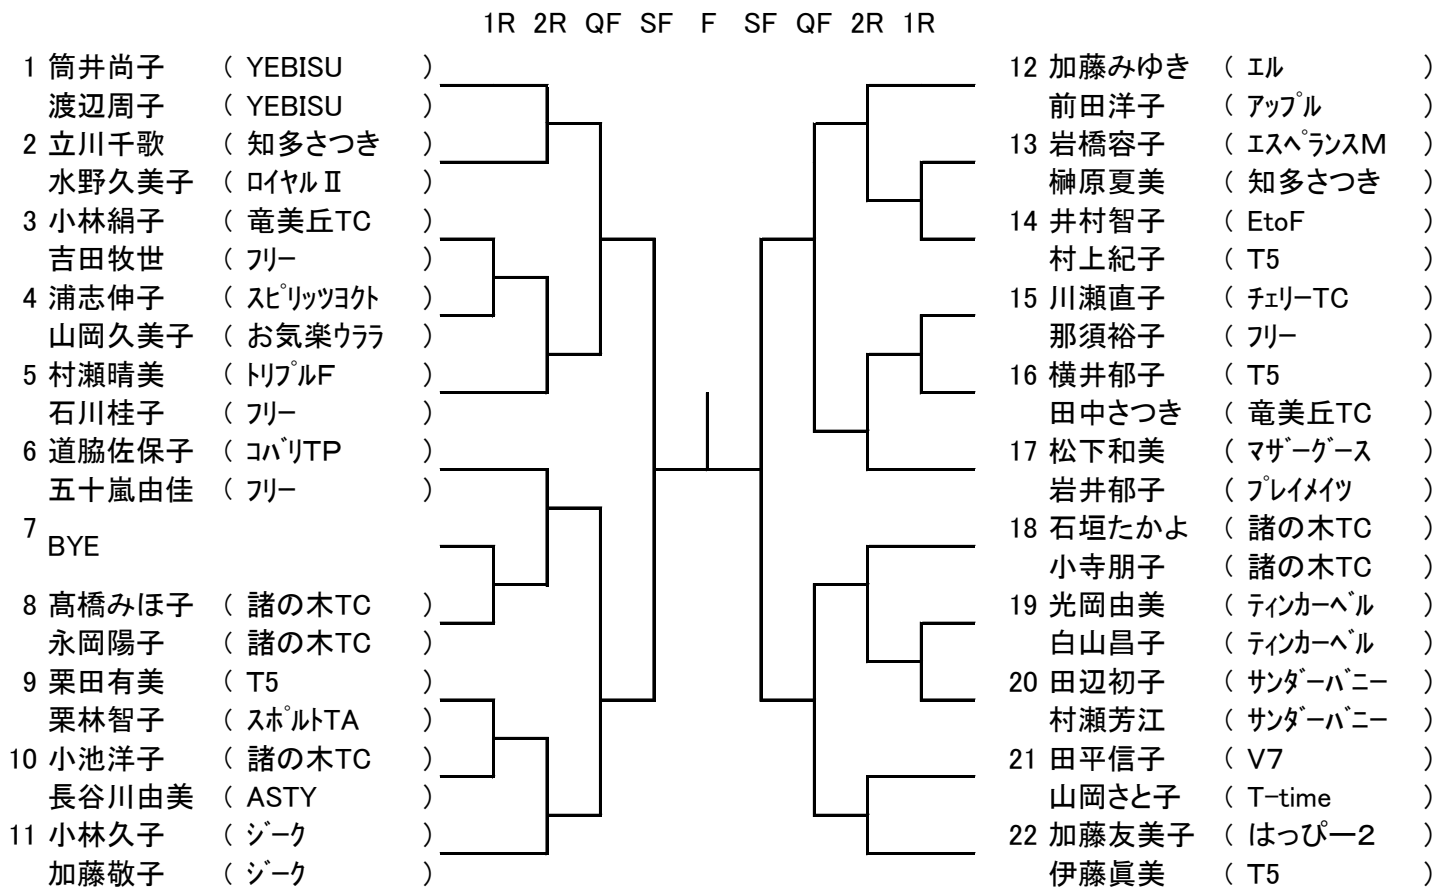 1R 2R QF SF F SF QF 2R 1R
1 筒井尚子 ( YEBISU )
渡辺周子 ( YEBISU )
2 立川千歌 ( 知多さつき )
水野久美子 ( ﾛｲﾔﾙⅡ )
3 小林絹子 ( 竜美丘TC )
吉田牧世 ( ﾌﾘｰ )
4 浦志伸子 ( ｽﾋﾟﾘｯﾂﾖｸﾄ )
山岡久美子 ( お気楽ｳﾗﾗ )
5 村瀬晴美 ( ﾄﾘﾌﾟﾙF )
石川桂子 ( ﾌﾘｰ )
6 道脇佐保子 ( ｺﾊﾞﾘTP )
五十嵐由佳 ( ﾌﾘｰ )
7 BYE
8 髙橋みほ子 ( 諸の木TC )
永岡陽子 ( 諸の木TC )
9 栗田有美 ( T5 )
栗林智子 ( ｽﾎﾟﾙﾄTA )
10 小池洋子 ( 諸の木TC )
長谷川由美 ( ASTY )
11 小林久子 ( ｼﾞｰｸ )
加藤敬子 ( ｼﾞｰｸ )
12 加藤みゆき ( ｴﾙ )
前田洋子 ( ｱｯﾌﾟﾙ )
13 岩橋容子 ( ｴｽﾍﾟﾗﾝｽM )
榊原夏美 ( 知多さつき )
14 井村智子 ( EtoF )
村上紀子 ( T5 )
15 川瀬直子 ( ﾁｪﾘｰTC )
那須裕子 ( ﾌﾘｰ )
16 横井郁子 ( T5 )
田中さつき ( 竜美丘TC )
17 松下和美 ( ﾏｻﾞｰｸﾞｰｽ )
岩井郁子 ( ﾌﾟﾚｲﾒｲﾂ )
18 石垣たかよ ( 諸の木TC )
小寺朋子 ( 諸の木TC )
19 光岡由美 ( ﾃｨﾝｶｰﾍﾞﾙ )
白山昌子 ( ﾃｨﾝｶｰﾍﾞﾙ )
20 田辺初子 ( ｻﾝﾀﾞｰﾊﾞﾆｰ )
村瀬芳江 ( ｻﾝﾀﾞｰﾊﾞﾆｰ )
21 田平信子 ( V7 )
山岡さと子 ( T-time )
22 加藤友美子 ( はっぴー2 )
伊藤眞美 ( T5 )